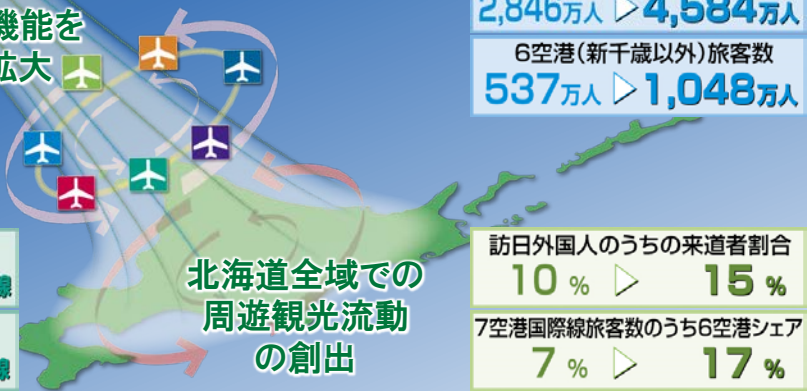 機能を
拡大
2,846万人 ▷ 4,584万人
6空港(新千歳以外)旅客数
537万人 ▷ 1,048万人
北海道全域での
周遊観光流動
の創出
線
線
訪日外国人のうちの来道者割合
10 % ▷ 15 %
7空港国際線旅客数のうち6空港シェア
7 % ▷ 17 %